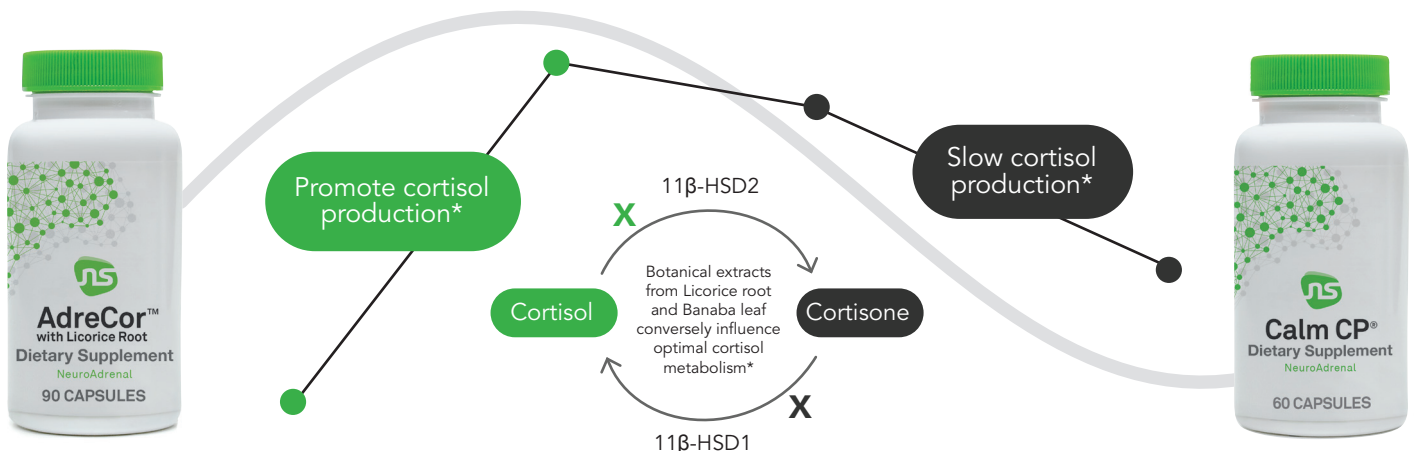 ns
AdreCor™
with Licorice Root
Dietary Supplement
NeuroAdrenal
90 CAPSULES
Promote cortisol
production*
11β-HSD2
X
Cortisol
Botanical extracts
from Licorice root
and Banaba leaf
conversely influence
optimal cortisol
metabolism*
Cortisone
X
11β-HSD1
Slow cortisol
production*
ns
Calm CP®
Dietary Supplement
NeuroAdrenal
60 CAPSULES